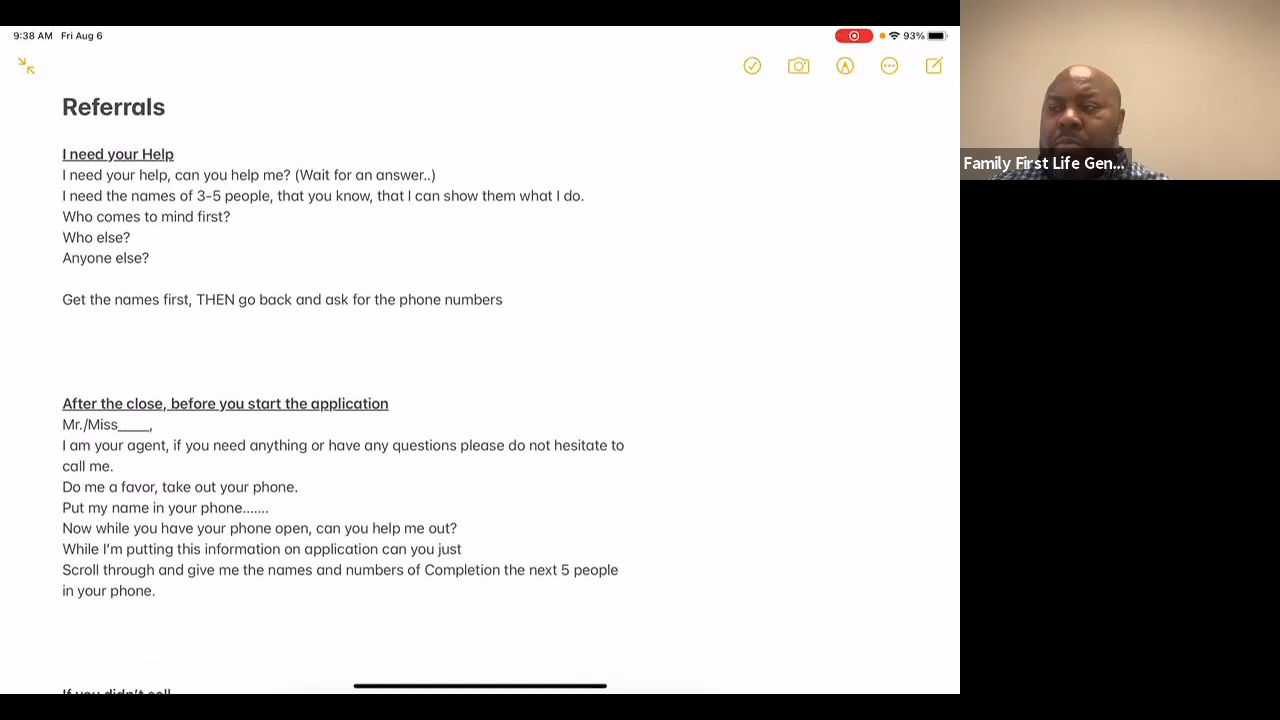 9:38 AM Fri Aug 6
93%
Referrals
I need your Help
I need your help, can you help me? (Wait for an answer..)
I need the names of 3-5 people, that you know, that I can show them what I do.
Who comes to mind first?
Who else?
Anyone else?
Get the names first, THEN go back and ask for the phone numbers
After the close, before you start the application
Mr./Miss_____,
I am your agent, if you need anything or have any questions please do not hesitate to
call me.
Do me a favor, take out your phone.
Put my name in your phone.......
Now while you have your phone open, can you help me out?
While I'm putting this information on application can you just
Scroll through and give me the names and numbers of Completion the next 5 people
in your phone.
If you didn't sell
Family First Life Gen...